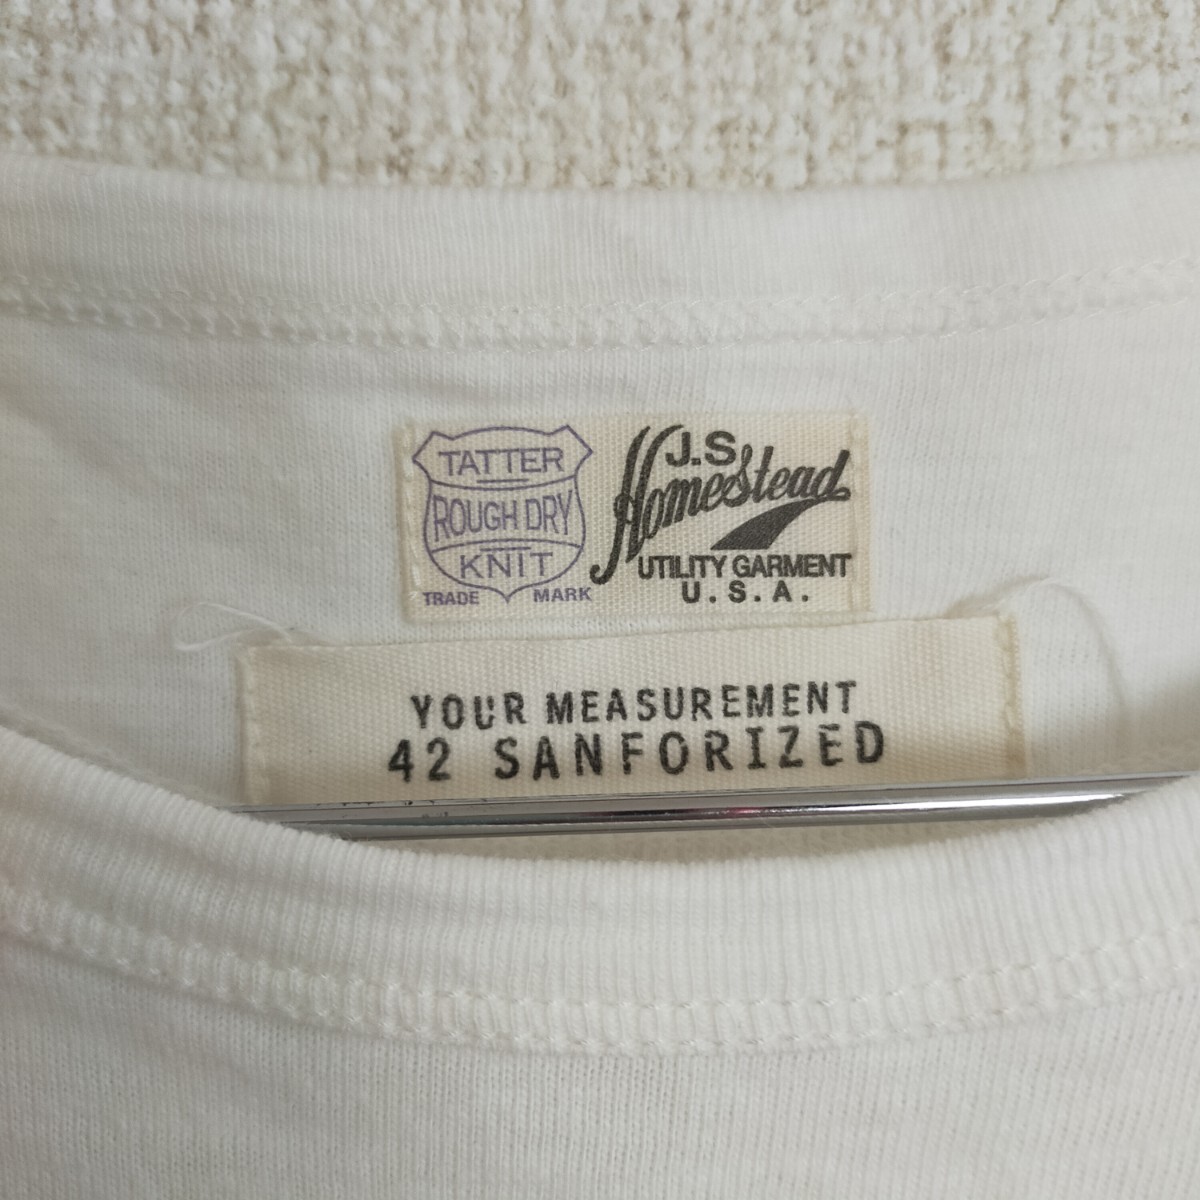 TATTER
ROUGH DRY
KNIT
TRADE MARK
J.S
Homestead
UTILITY GARMENT
U.S.A.
YOUR MEASUREMENT
42 SANFORIZED